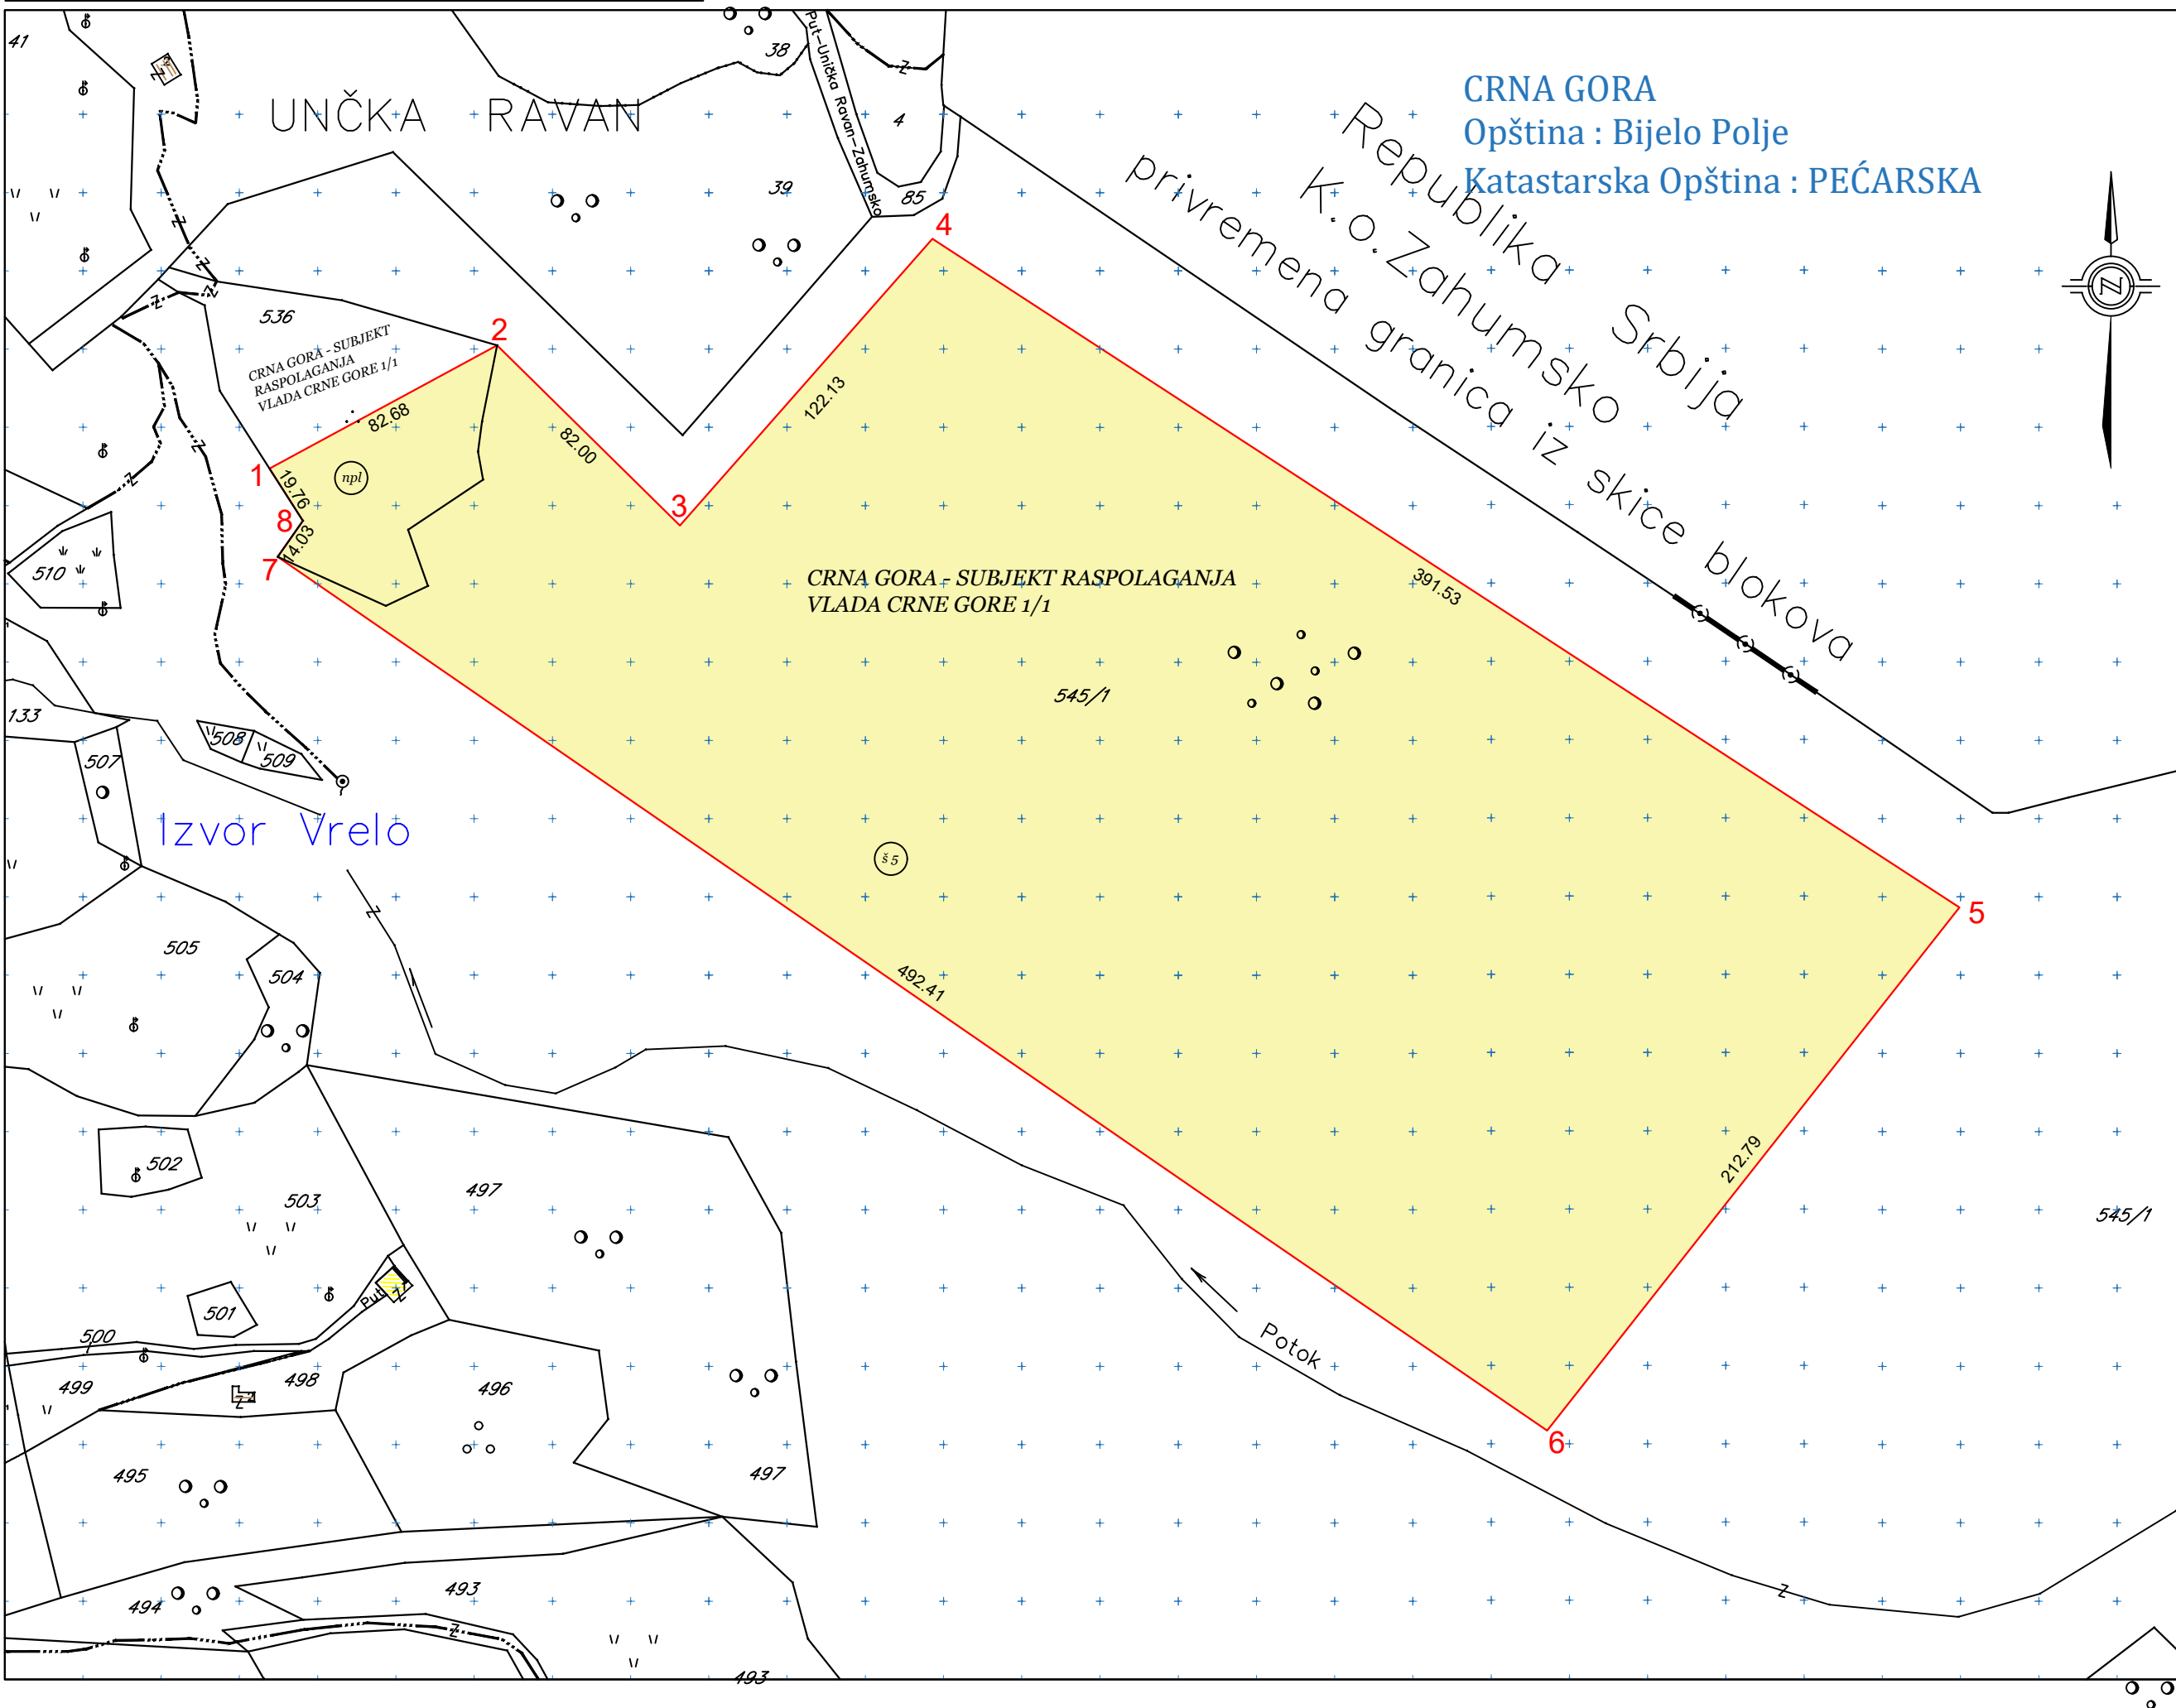 CRNA GORA
Opština : Bijelo Polje
Katastarska Opština : PEĆARSKA
41
38
UNČKA RAVAN
Put-Unička Ravan-Zahumsko
4
39
85
Republika Srbija
K.o.Zahumsko
privremena granica iz skice blokova
N
4
536
2
CRNA GORA - SUBJEKT
RASPOLAGANJA
VLADA CRNE GORE 1/1
82.68
122.13
82.00
1
19.76
npl
3
8
14.03
7
510
CRNA GORA - SUBJEKT RASPOLAGANJA
VLADA CRNE GORE 1/1
391.53
545/1
133
508
509
507
Izvor Vrelo
š 5
5
505
504
492.41
502
503
497
212.79
545/1
501
Put
500
499
498
496
Potok
6
495
497
494
493
493